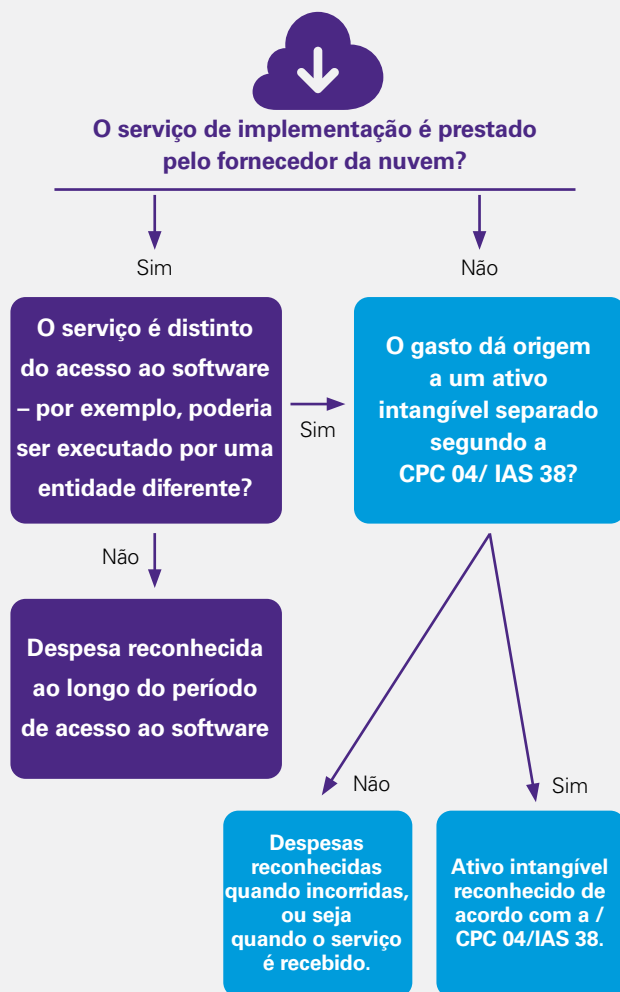 O serviço de implementação é prestado
pelo fornecedor da nuvem?
Sim
Não
O serviço é distinto
do acesso ao software
– por exemplo, poderia
ser executado por uma
entidade diferente?
Sim
O gasto dá origem
a um ativo
intangível separado
segundo a
CPC 04/ IAS 38?
Não
Despesa reconhecida
ao longo do período
de acesso ao software
Não
Sim
Despesas
reconhecidas
quando incorridas,
ou seja
quando o serviço
é recebido.
Ativo intangível
reconhecido de
acordo com a /
CPC 04/IAS 38.